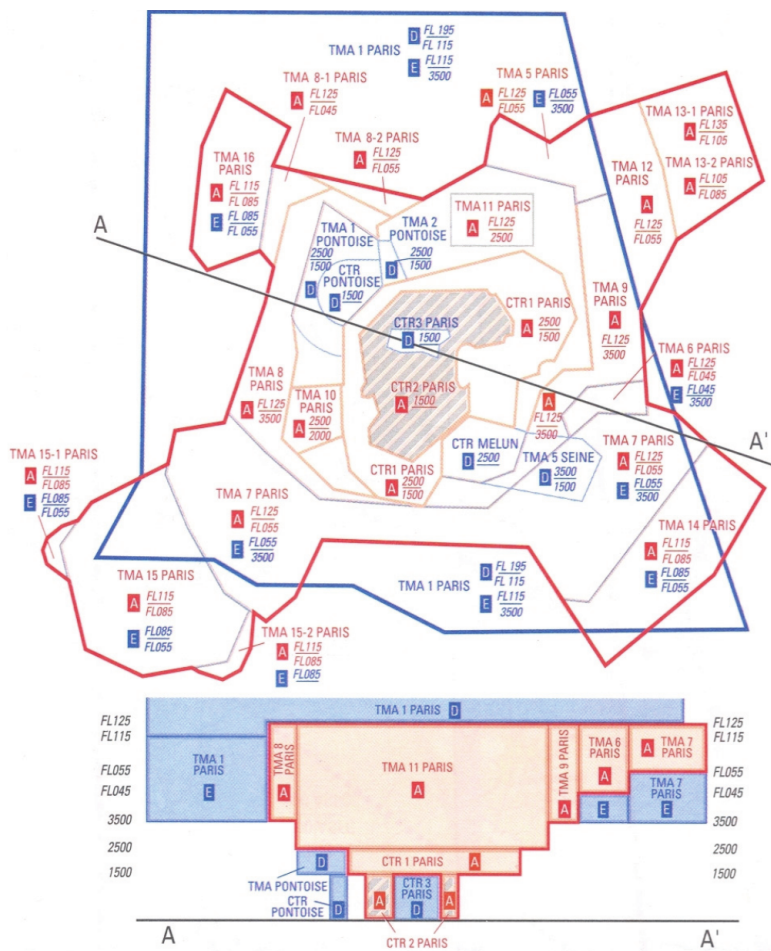 TMA 1 PARIS
D FL 195
FL 115
E FL115
3500
TMA 8-1 PARIS
A FL125
FL045
TMA 5 PARIS
A FL125
FL055
E FL055
3500
TMA 13-1 PARIS
A FL135
FL105
TMA 8-2 PARIS
A FL125
FL055
TMA 16
PARIS
A FL 115
FL 085
E FL 085
FL 055
TMA 12
PARIS
A FL125
FL055
TMA 13-2 PARIS
A FL105
FL085
TMA11 PARIS
A FL125
2500
A
TMA 1
PONTOISE
2500
1500
D
TMA 2
PONTOISE
2500
1500
D
CTR
PONTOISE
D 1500
CTR1 PARIS
A 2500
1500
TMA 9
PARIS
A
FL125
3500
CTR3 PARIS
D 1500
TMA 6 PARIS
A FL125
FL045
E FL045
3500
TMA 8
PARIS
A FL125
3500
TMA 10
PARIS
A 2500
2000
CTR2 PARIS
A 1500
A
FL125
3500
A'
CTR MELUN
D 2500
TMA 5 SEINE
D 3500
1500
TMA 7 PARIS
A FL125
FL055
E FL055
3500
TMA 15-1 PARIS
A FL115
FL085
E FL085
FL055
CTR1 PARIS
A 2500
1500
TMA 7 PARIS
A FL125
FL055
E FL055
3500
TMA 14 PARIS
A FL115
FL085
E FL085
FL055
TMA 1 PARIS
D FL 195
FL 115
E FL115
3500
TMA 15 PARIS
A FL115
FL085
E FL085
FL055
TMA 15-2 PARIS
A FL115
FL085
E FL085
TMA 1 PARIS D
FL125
FL115
FL055
FL045
3500
2500
1500
TMA 1
PARIS
E
TMA 8
PARIS
A
TMA 11 PARIS
A
TMA 9 PARIS
A
TMA 6
PARIS
A
E
A TMA 7
PARIS
TMA 7
PARIS
E
FL125
FL115
FL055
FL045
3500
2500
1500
D
CTR 1 PARIS A
TMA PONTOISE
CTR
PONTOISE
D
A
CTR 3
PARIS
D
A
CTR 2 PARIS
A
A'